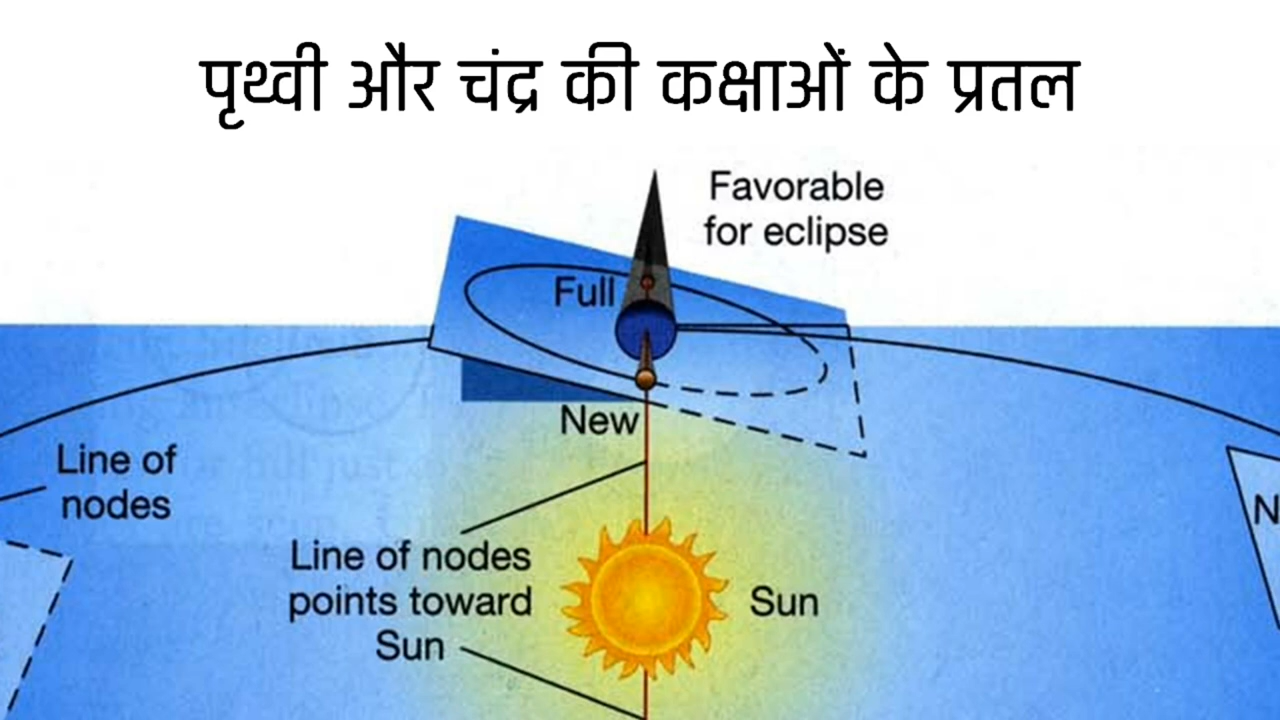 पृथ्वी और चंद्र की कक्षाओं के प्रतल
Favorable
for eclipse
Full
New
Line of
nodes
N
Line of nodes
points toward
Sun
Sun